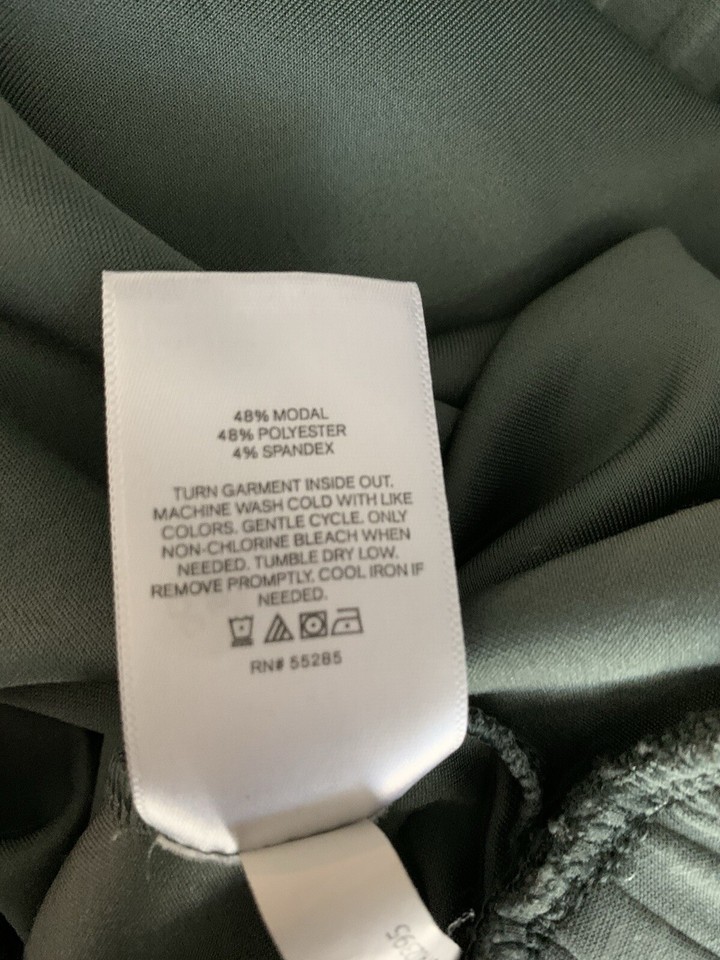 48% MODAL
48% POLYESTER
4% SPANDEX
TURN GARMENT INSIDE OUT.
MACHINE WASH COLD WITH LIKE
COLORS. GENTLE CYCLE. ONLY
NON-CHLORINE BLEACH WHEN
NEEDED. TUMBLE DRY LOW.
REMOVE PROMPTLY. COOL IRON IF
NEEDED.
RN# 55285